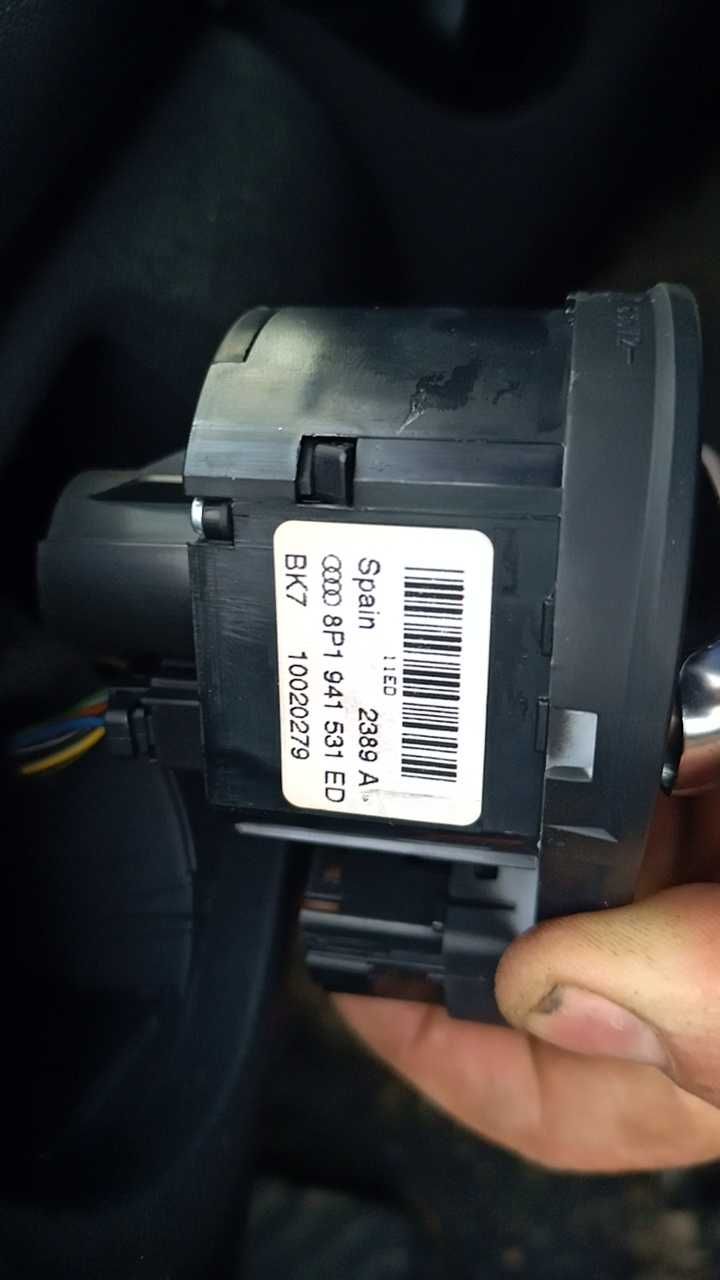 Spain
11ED 2389 A
8P1 941 531 ED
BK7 10020279